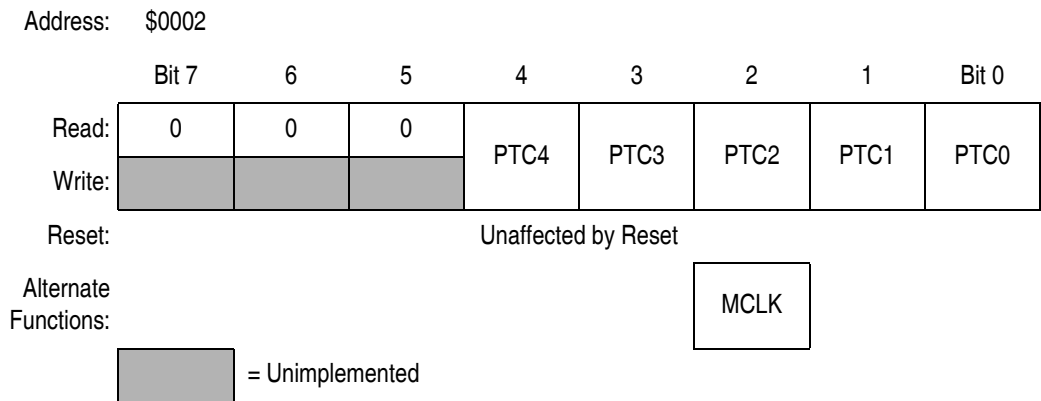 Address: $0002
Bit 7 6 5 4 3 2 1 Bit 0
Read: 0 0 0 PTC4 PTC3 PTC2 PTC1 PTC0
Write:
Reset: Unaffected by Reset
Alternate
Functions: MCLK
= Unimplemented